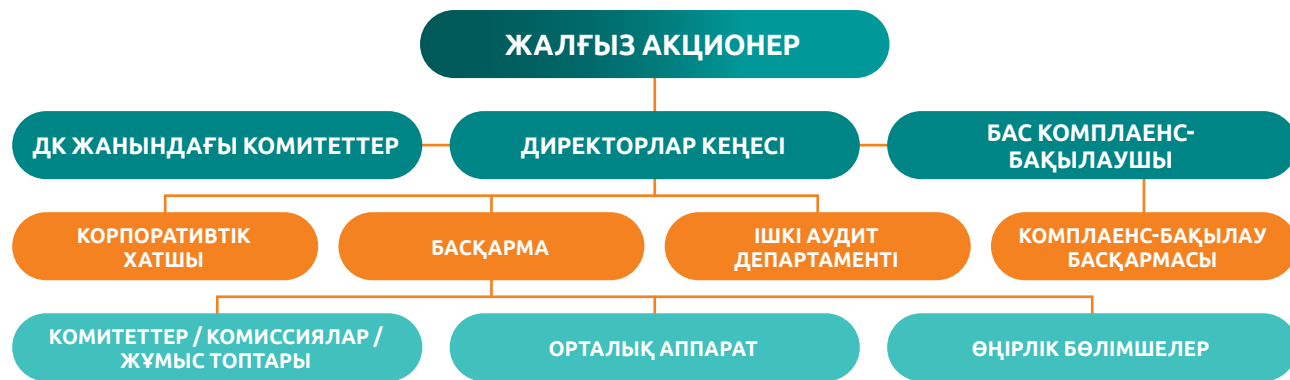 ЖАЛҒЫЗ АКЦИОНЕР
ДК ЖАНЫНДАҒЫ КОМИТЕТТЕР
ДИРЕКТОРЛАР КЕҢЕСІ
БАС КОМПЛАЕНС-
БАҚЫЛАУШЫ
КОРПОРАТИВТІК
ХАТШЫ
БАСҚАРМА
ІШКІ АУДИТ
ДЕПАРТАМЕНТІ
КОМПЛАЕНС-БАҚЫЛАУ
БАСҚАРМАСЫ
КОМИТЕТТЕР / КОМИССИЯЛАР /
ЖҰМЫС ТОПТАРЫ
ОРТАЛЫҚ АППАРАТ
ӨҢІРЛІК БӨЛІМШЕЛЕР